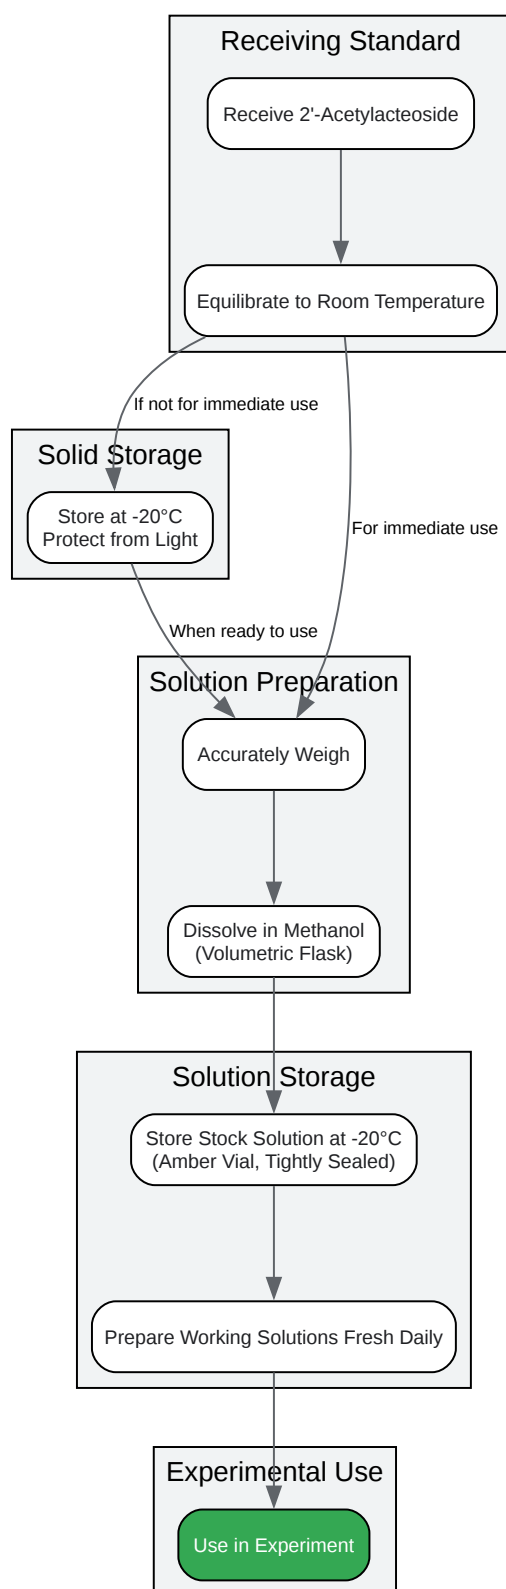 Receiving Standard
Receive 2'-Acetylacteoside
Equilibrate to Room Temperature
If not for immediate use
Solid Storage
Store at -20°C
Protect from Light
For immediate use
When ready to use
Solution Preparation
Accurately Weigh
Dissolve in Methanol
(Volumetric Flask)
Solution Storage
Store Stock Solution at -20°C
(Amber Vial, Tightly Sealed)
Prepare Working Solutions Fresh Daily
Experimental Use
Use in Experiment